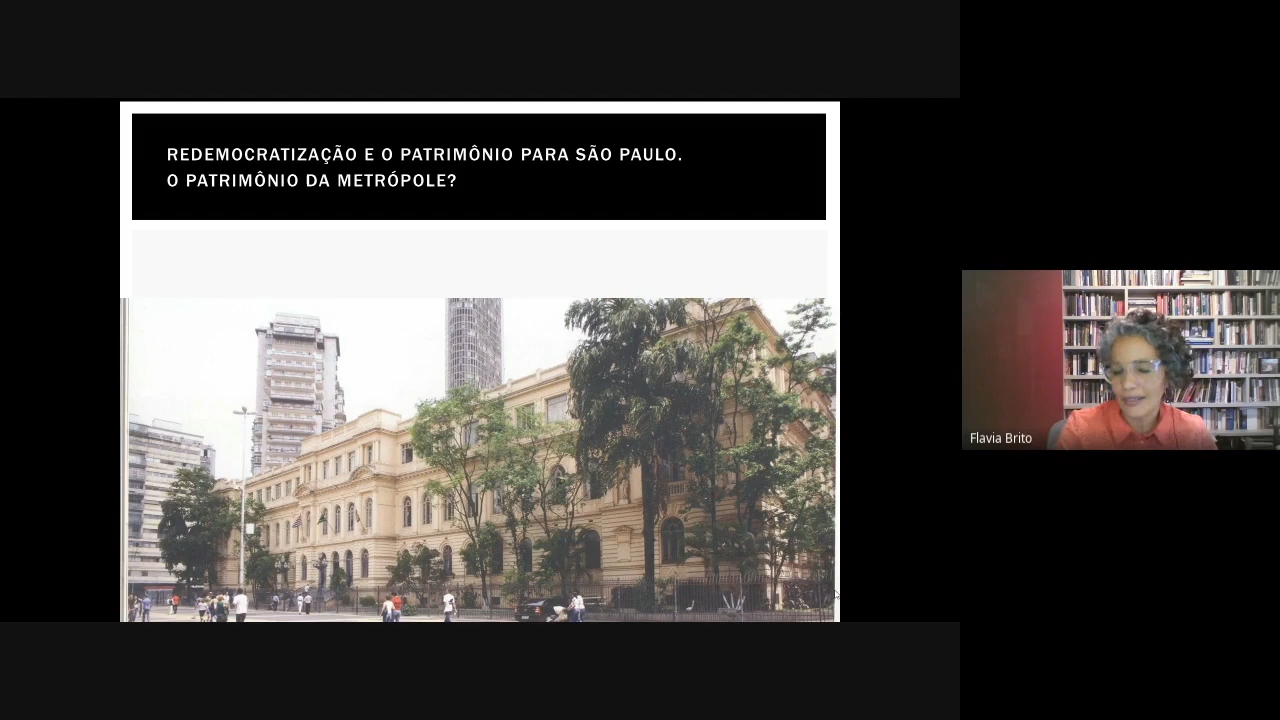 REDEMOCRATIZAÇÃO E O PATRIMÔNIO PARA SÃO PAULO.
O PATRIMÔNIO DA METRÓPOLE?
Flavia Brito